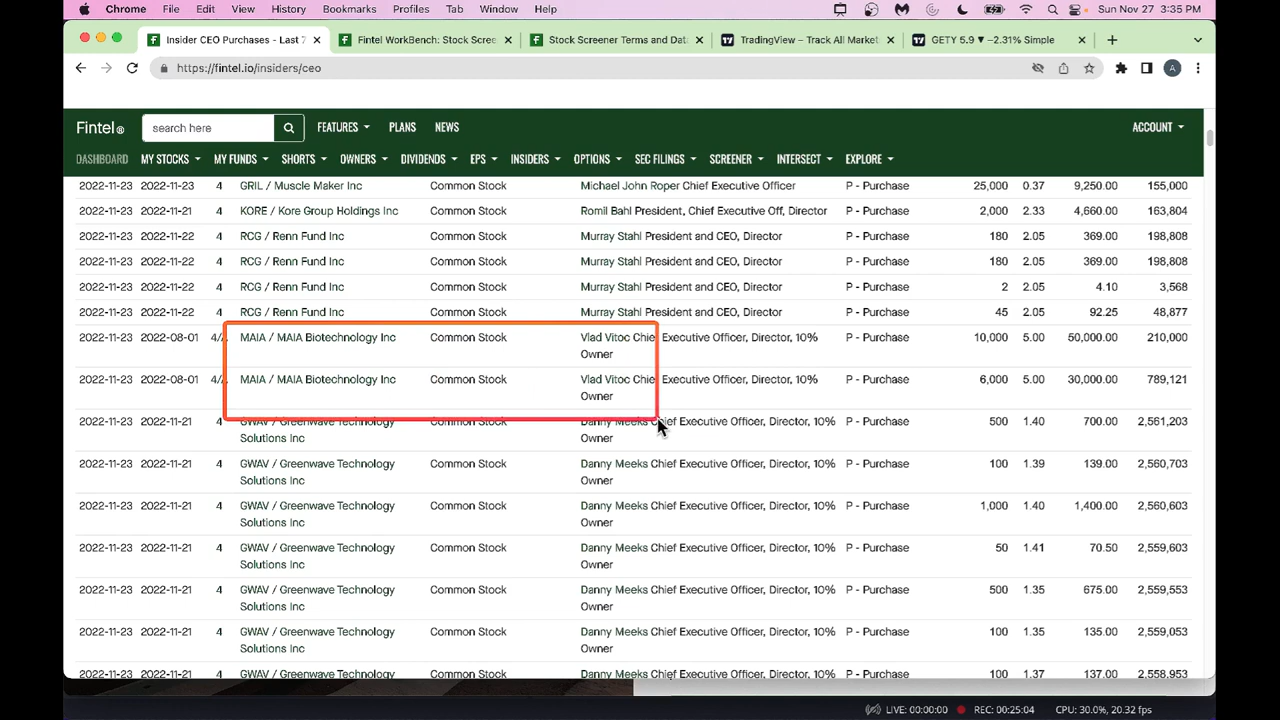 Chrome File Edit View History Bookmarks Profiles Tab Window Help Sun Nov 27 3:35 PM
Insider CEO Purchases - Last 7 Fintel WorkBench: Stock Scree Stock Screener Terms and Dat TradingView – Track All Market GETY 5.9 ▼ −2.31% Simple
https://fintel.io/insiders/ceo A
Fintel® search here FEATURES PLANS NEWS ACCOUNT
DASHBOARD MY STOCKS MY FUNDS SHORTS OWNERS DIVIDENDS EPS INSIDERS OPTIONS SEC FILINGS SCREENER INTERSECT EXPLORE
2022-11-23 2022-11-23 4 GRIL / Muscle Maker Inc Common Stock Michael John Roper Chief Executive Officer P - Purchase 25,000 0.37 9,250.00 155,000
2022-11-23 2022-11-21 4 KORE / Kore Group Holdings Inc Common Stock Romil Bahl President, Chief Executive Off, Director P - Purchase 2,000 2.33 4,660.00 163,804
2022-11-23 2022-11-22 4 RCG / Renn Fund Inc Common Stock Murray Stahl President and CEO, Director P - Purchase 180 2.05 369.00 198,808
2022-11-23 2022-11-22 4 RCG / Renn Fund Inc Common Stock Murray Stahl President and CEO, Director P - Purchase 180 2.05 369.00 198,808
2022-11-23 2022-11-22 4 RCG / Renn Fund Inc Common Stock Murray Stahl President and CEO, Director P - Purchase 2 2.05 4.10 3,568
2022-11-23 2022-11-22 4 RCG / Renn Fund Inc Common Stock Murray Stahl President and CEO, Director P - Purchase 45 2.05 92.25 48,877
2022-11-23 2022-08-01 4/ MAIA / MAIA Biotechnology Inc Common Stock Vlad Vitoc Chief Executive Officer, Director, 10% P - Purchase 10,000 5.00 50,000.00 210,000
Owner
2022-11-23 2022-08-01 4/ MAIA / MAIA Biotechnology Inc Common Stock Vlad Vitoc Chief Executive Officer, Director, 10% P - Purchase 6,000 5.00 30,000.00 789,121
Owner
2022-11-23 2022-11-21 4 GWAV / Greenwave Technology Common Stock Danny Meeks Chief Executive Officer, Director, 10% P - Purchase 500 1.40 700.00 2,561,203
Solutions Inc Owner
2022-11-23 2022-11-21 4 GWAV / Greenwave Technology Common Stock Danny Meeks Chief Executive Officer, Director, 10% P - Purchase 100 1.39 139.00 2,560,703
Solutions Inc Owner
2022-11-23 2022-11-21 4 GWAV / Greenwave Technology Common Stock Danny Meeks Chief Executive Officer, Director, 10% P - Purchase 1,000 1.40 1,400.00 2,560,603
Solutions Inc Owner
2022-11-23 2022-11-21 4 GWAV / Greenwave Technology Common Stock Danny Meeks Chief Executive Officer, Director, 10% P - Purchase 50 1.41 70.50 2,559,603
Solutions Inc Owner
2022-11-23 2022-11-21 4 GWAV / Greenwave Technology Common Stock Danny Meeks Chief Executive Officer, Director, 10% P - Purchase 500 1.35 675.00 2,559,553
Solutions Inc Owner
2022-11-23 2022-11-21 4 GWAV / Greenwave Technology Common Stock Danny Meeks Chief Executive Officer, Director, 10% P - Purchase 100 1.35 135.00 2,559,053
Solutions Inc Owner
2022-11-23 2022-11-21 4 GWAV / Greenwave Technology Common Stock Danny Meeks Chief Executive Officer, Director, 10% P - Purchase 100 1.37 137.00 2,558,953
LIVE: 00:00:00 REC: 00:25:04 CPU: 30.0%, 20.32 fps